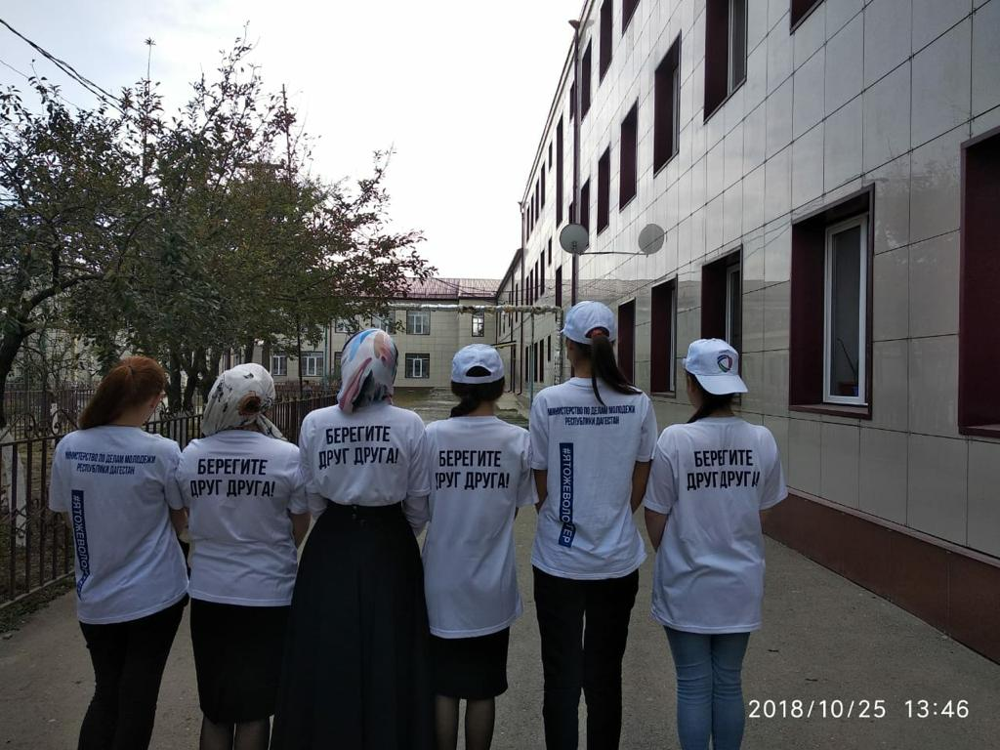 МИНИСТЕРСТВО ПО ДЕЛАМ МОЛОДЕЖИ
РЕСПУБЛИКИ ДАГЕСТАН
#ЯТОЖЕВОЛОНТЕР
БЕРЕГИТЕ
ДРУГ ДРУГА!
БЕРЕГИТЕ
ДРУГ ДРУГА!
БЕРЕГИТЕ
ДРУГ ДРУГА!
МИНИСТЕРСТВО ПО ДЕЛАМ МОЛОДЕЖИ
РЕСПУБЛИКИ ДАГЕСТАН
#ЯТОЖЕВОЛОНТЕР
БЕРЕГИТЕ
ДРУГ ДРУГА
2018/10/25 13:46